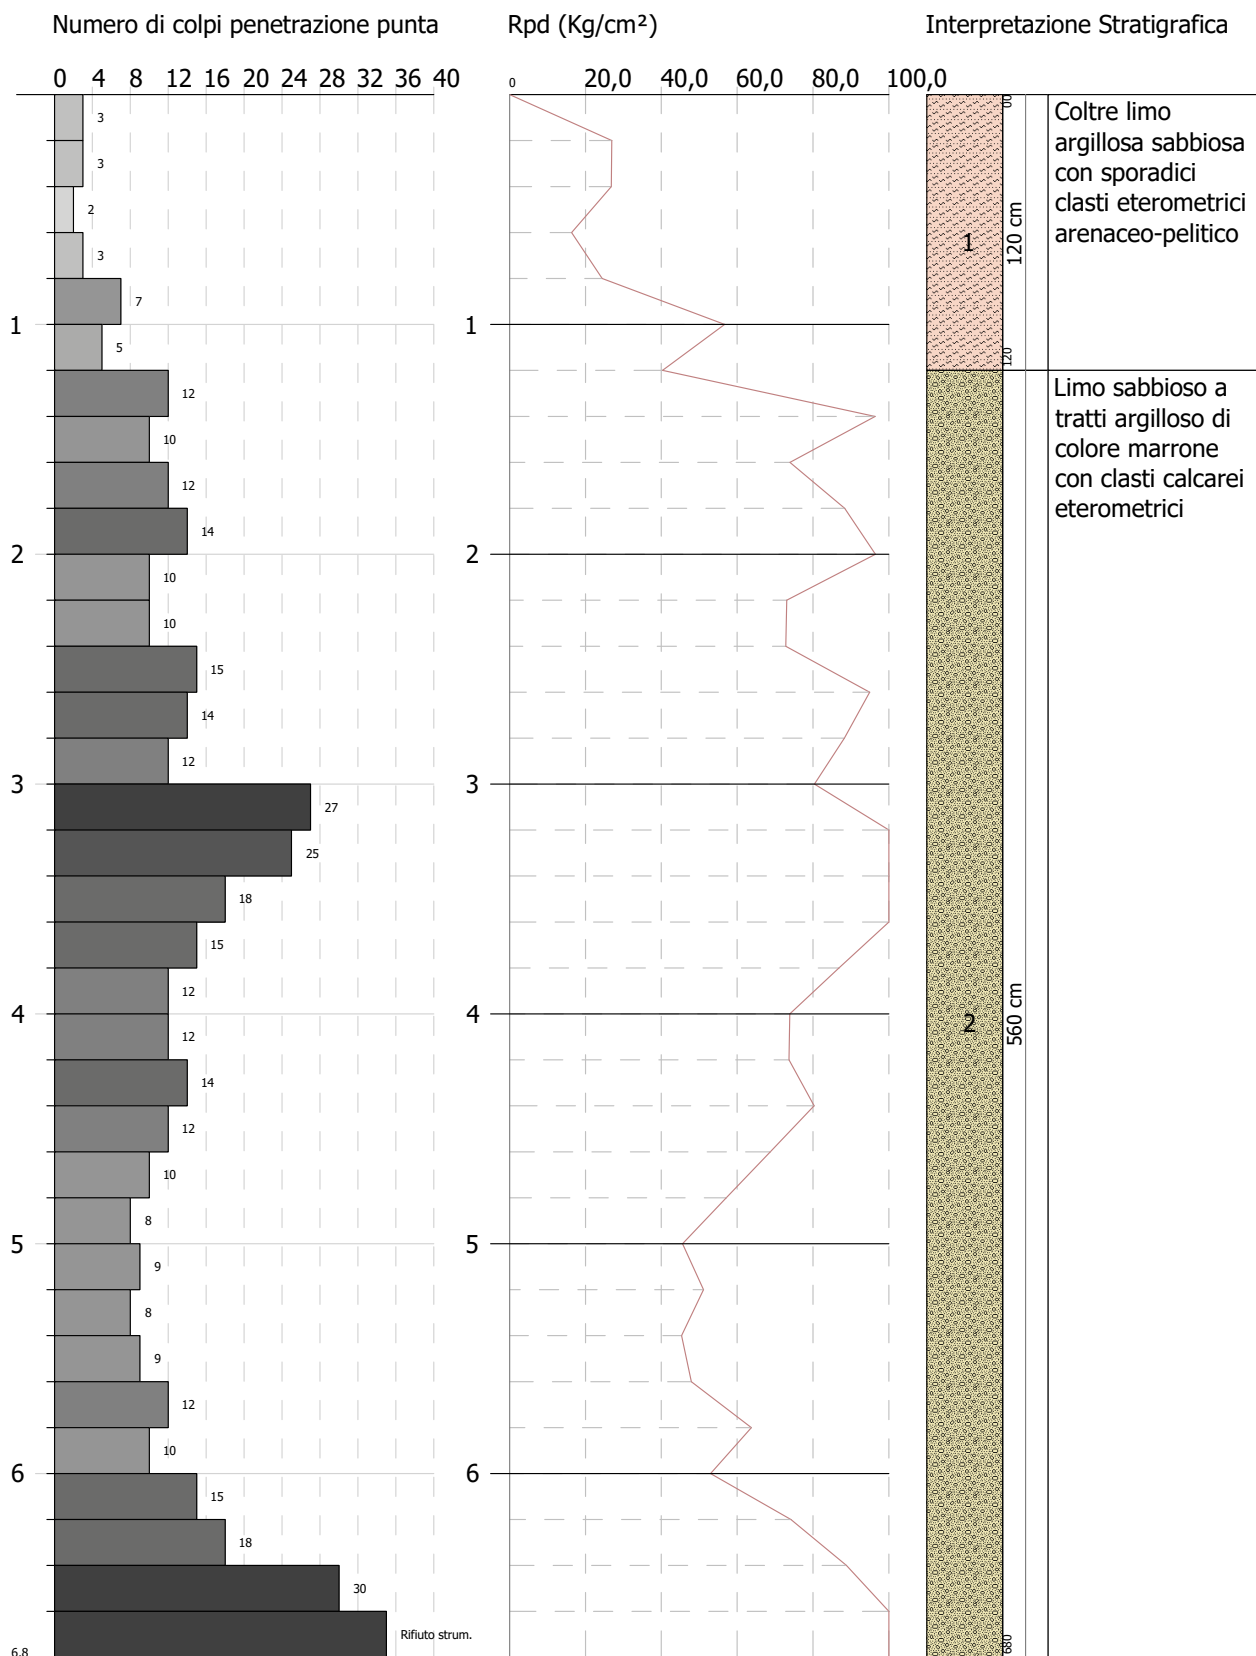 Numero di colpi penetrazione punta
Rpd (Kg/cm²)
Interpretazione Stratigrafica
0 4 8 12 16 20 24 28 32 36 40
0 20,0 40,0 60,0 80,0 100,0
00
Coltre limo
argillosa sabbiosa
con sporadici
clasti eterometrici
arenaceo-pelitico
1
120 cm
120
Limo sabbioso a
tratti argilloso di
colore marrone
con clasti calcarei
eterometrici
2
560 cm
680
3
3
2
3
7
1
5
12
10
12
14
2
10
10
15
14
12
3
27
25
18
15
12
4
12
14
12
10
8
5
9
8
9
12
10
6
15
18
30
Rifiuto strum.
6.8
1
2
3
4
5
6